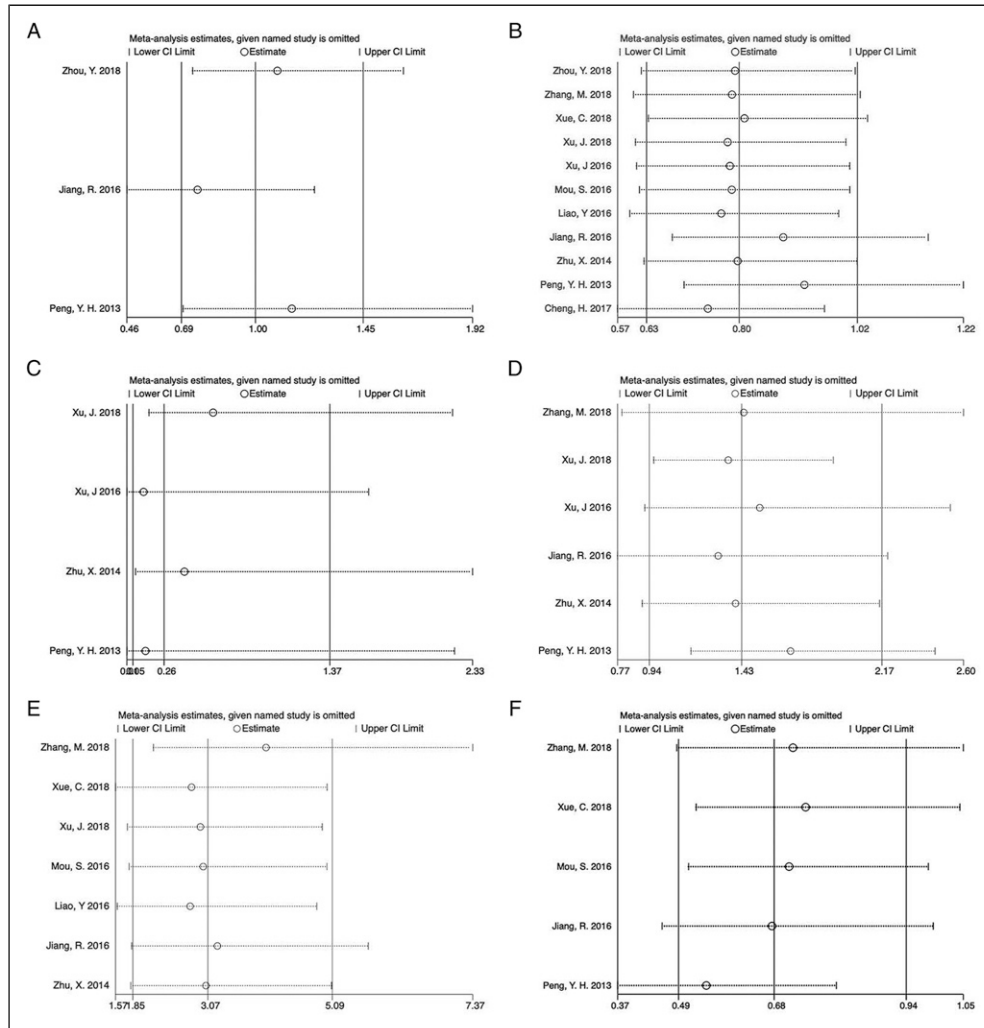 A
Meta-analysis estimates, given named study is omitted
Lower CI Limit Estimate Upper CI Limit
Zhou, Y. 2018
Jiang, R. 2016
Peng, Y. H. 2013
0.46 0.69 1.00 1.45 1.92
B
Meta-analysis estimates, given named study is omitted
Lower CI Limit Estimate Upper CI Limit
Zhou, Y. 2018
Zhang, M. 2018
Xue, C. 2018
Xu, J. 2018
Xu, J 2016
Mou, S. 2016
Liao, Y 2016
Jiang, R. 2016
Zhu, X. 2014
Peng, Y. H. 2013
Cheng, H. 2017
0.57 0.63 0.80 1.02 1.22
C
Meta-analysis estimates, given named study is omitted
Lower CI Limit Estimate Upper CI Limit
Xu, J. 2018
Xu, J 2016
Zhu, X. 2014
Peng, Y. H. 2013
0.26 1.37 2.33
D
Meta-analysis estimates, given named study is omitted
Lower CI Limit Estimate Upper CI Limit
Zhang, M. 2018
Xu, J. 2018
Xu, J 2016
Jiang, R. 2016
Zhu, X. 2014
Peng, Y. H. 2013
0.77 0.94 1.43 2.17 2.60
E
Meta-analysis estimates, given named study is omitted
Lower CI Limit Estimate Upper CI Limit
Zhang, M. 2018
Xue, C. 2018
Xu, J. 2018
Mou, S. 2016
Liao, Y 2016
Jiang, R. 2016
Zhu, X. 2014
1.57 1.85 3.07 5.09 7.37
F
Meta-analysis estimates, given named study is omitted
Lower CI Limit Estimate Upper CI Limit
Zhang, M. 2018
Xue, C. 2018
Mou, S. 2016
Jiang, R. 2016
Peng, Y. H. 2013
0.37 0.49 0.68 0.94 1.05